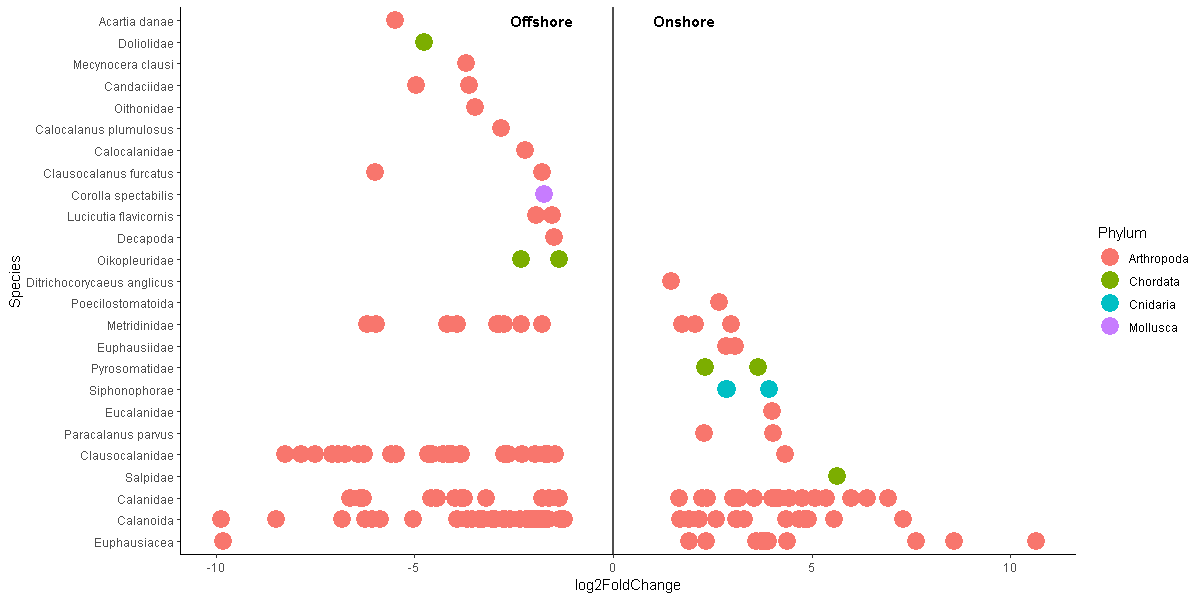 Offshore
Onshore
Acartia danae
Doliolidae
Mecynocera clausi
Candaciidae
Oithonidae
Calocalanus plumulosus
Calocalanidae
Clausocalanus furcatus
Corolla spectabilis
Lucicutia flavicornis
Decapoda
Oikopleuridae
Ditrichocorycaeus anglicus
Poecilostomatoida
Metridinidae
Euphausiidae
Pyrosomatidae
Siphonophorae
Eucalanidae
Paracalanus parvus
Clausocalanidae
Salpidae
Calanidae
Calanoida
Euphausiacea
Species
-10
-5
0
5
10
log2FoldChange
Phylum
Arthropoda
Chordata
Cnidaria
Mollusca